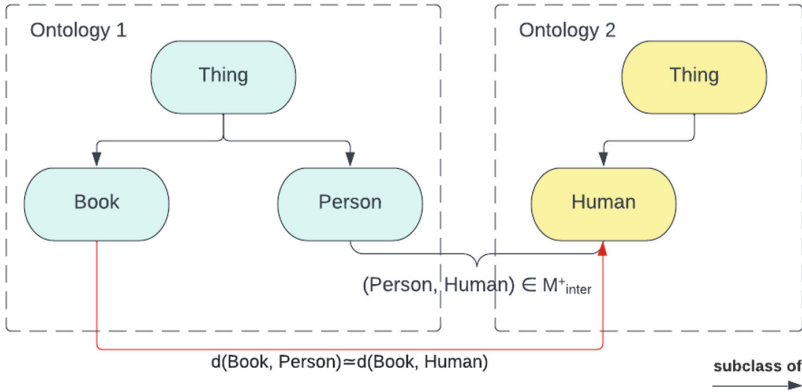 Ontology 1
Ontology 2
Thing
Thing
Book
Person
Human
(Person, Human) ∈ M⁺inter
d(Book, Person)≃d(Book, Human)
subclass of